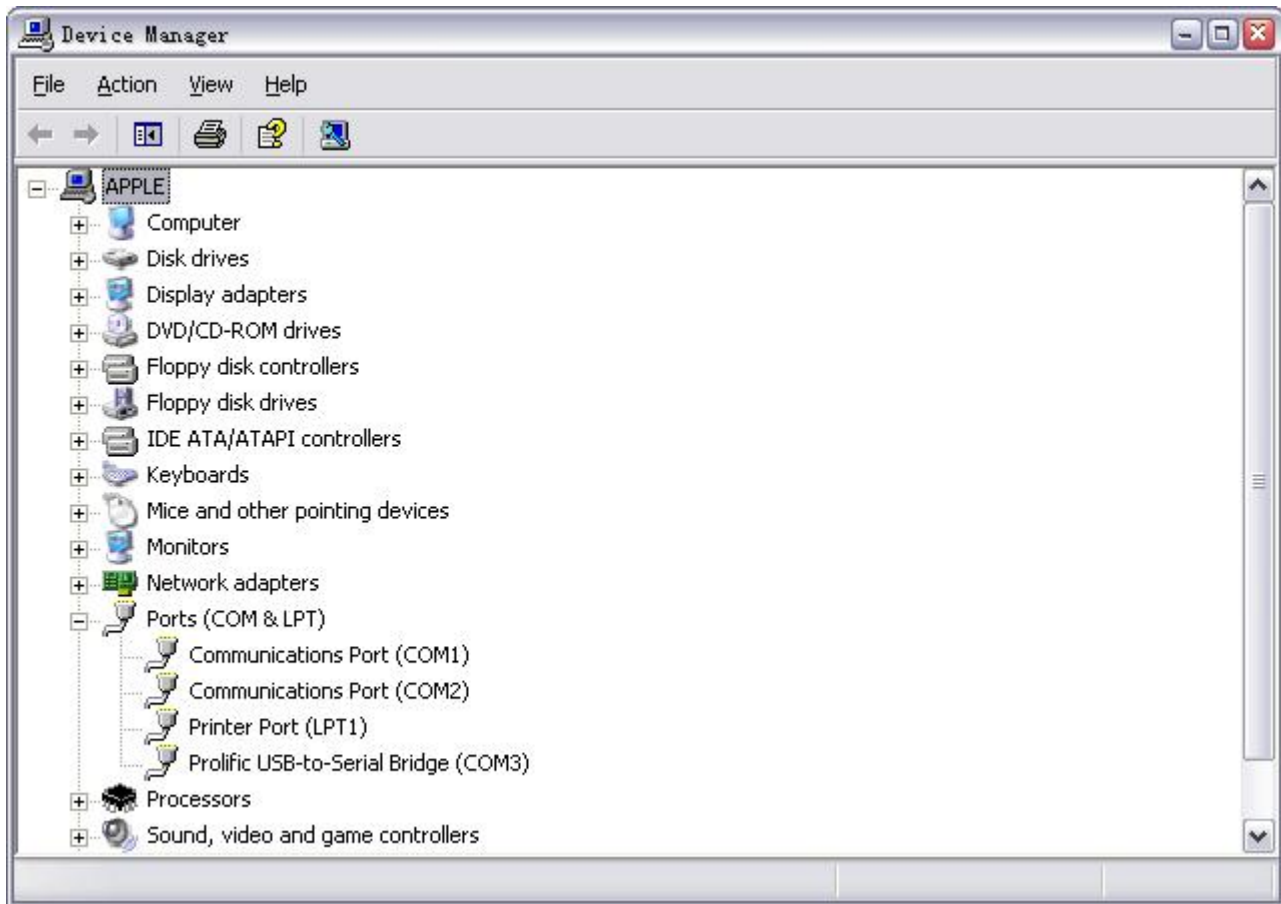 Device Manager
File Action View Help
APPLE
Computer
Disk drives
Display adapters
DVD/CD-ROM drives
Floppy disk controllers
Floppy disk drives
IDE ATA/ATAPI controllers
Keyboards
Mice and other pointing devices
Monitors
Network adapters
Ports (COM & LPT)
Communications Port (COM1)
Communications Port (COM2)
Printer Port (LPT1)
Prolific USB-to-Serial Bridge (COM3)
Processors
Sound, video and game controllers